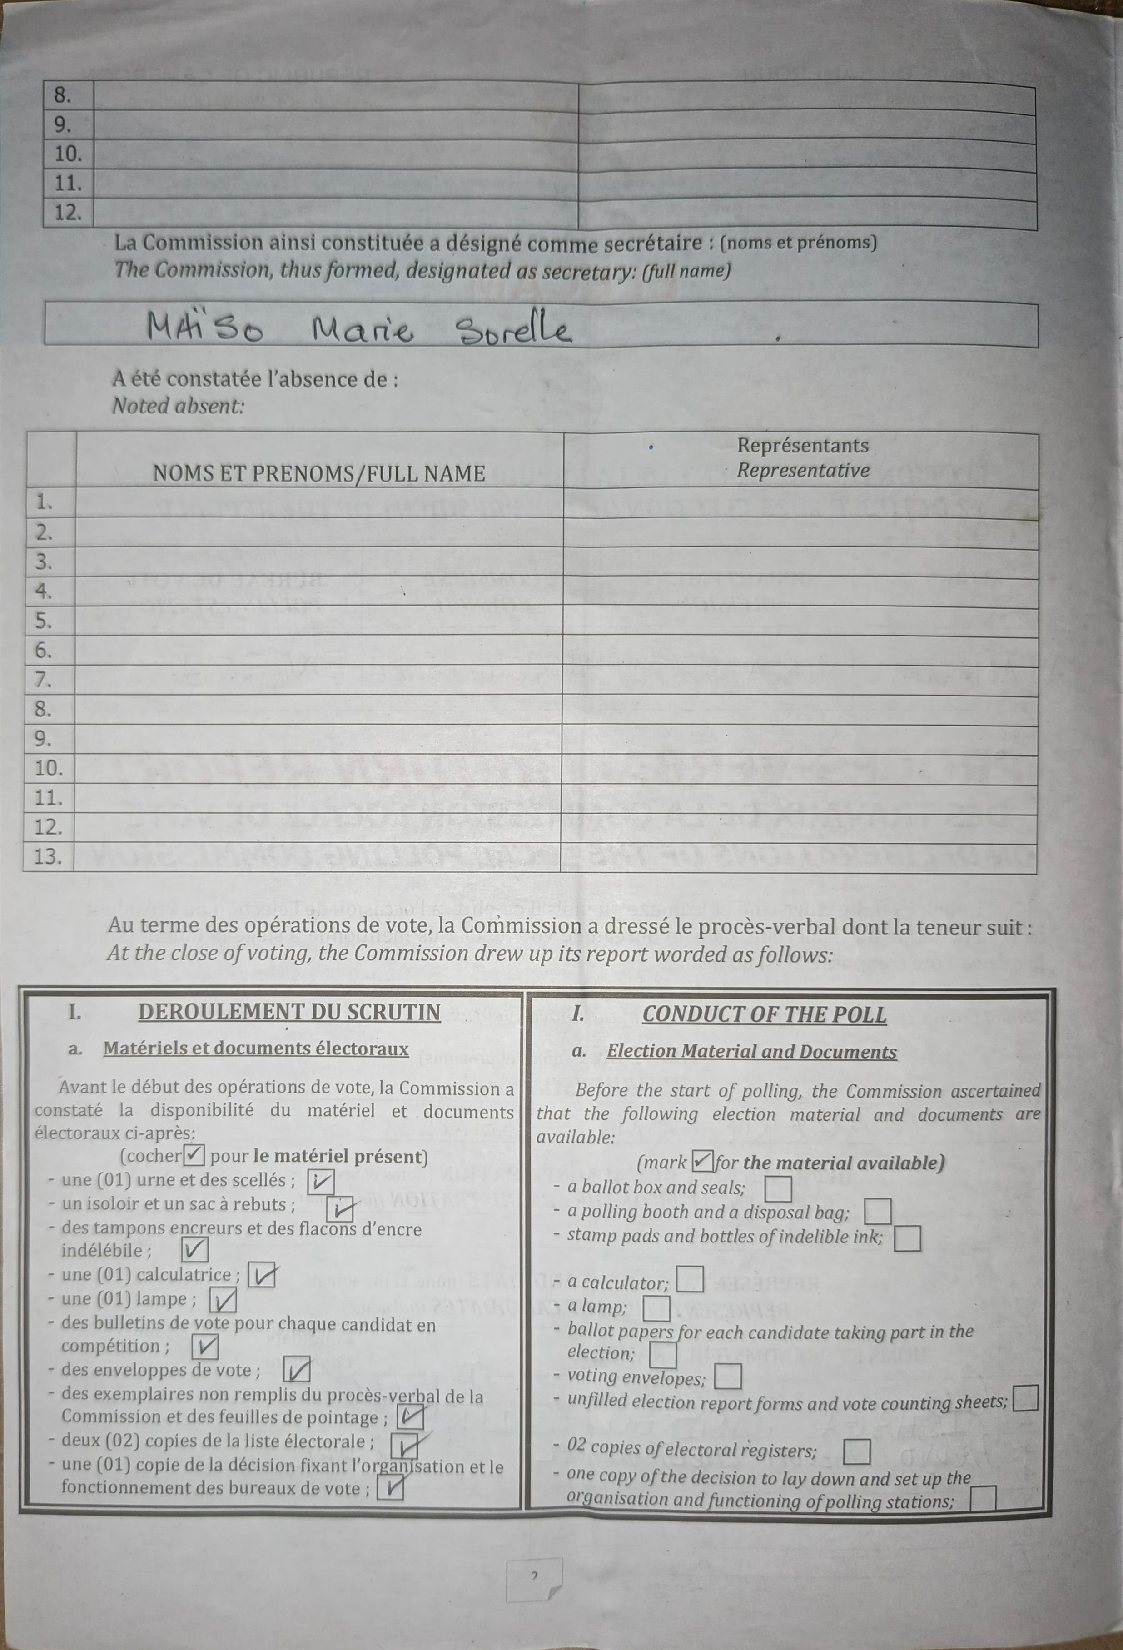 8.
9.
10.
11.
12.
La Commission ainsi constituée a désigné comme secrétaire : (noms et prénoms)
The Commission, thus formed, designated as secretary: (full name)
MAÏSO Marie Sorelle
A été constatée l'absence de :
Noted absent:
NOMS ET PRENOMS/FULL NAME
Représentants
Representative
1.
2.
3.
4.
5.
6.
7.
8.
9.
10.
11.
12.
13.
Au terme des opérations de vote, la Commission a dressé le procès-verbal dont la teneur suit :
At the close of voting, the Commission drew up its report worded as follows:
I. DEROULEMENT DU SCRUTIN
a. Matériels et documents électoraux
Avant le début des opérations de vote, la Commission a
constaté la disponibilité du matériel et documents
électoraux ci-après:
(cocher ✓ pour le matériel présent)
- une (01) urne et des scellés ; ✓
- un isoloir et un sac à rebuts ; ✓
- des tampons encreurs et des flacons d'encre
indélébile ; ✓
- une (01) calculatrice ; ✓
- une (01) lampe ; ✓
- des bulletins de vote pour chaque candidat en
compétition ; ✓
- des enveloppes de vote ; ✓
- des exemplaires non remplis du procès-verbal de la
Commission et des feuilles de pointage ; ✓
- deux (02) copies de la liste électorale ; ✓
- une (01) copie de la décision fixant l'organisation et le
fonctionnement des bureaux de vote ; ✓
I. CONDUCT OF THE POLL
a. Election Material and Documents
Before the start of polling, the Commission ascertained
that the following election material and documents are
available:
(mark ✓ for the material available)
- a ballot box and seals;
- a polling booth and a disposal bag;
- stamp pads and bottles of indelible ink;
- a calculator;
- a lamp;
- ballot papers for each candidate taking part in the
election;
- voting envelopes;
- unfilled election report forms and vote counting sheets;
- 02 copies of electoral registers;
- one copy of the decision to lay down and set up the
organisation and functioning of polling stations;
2